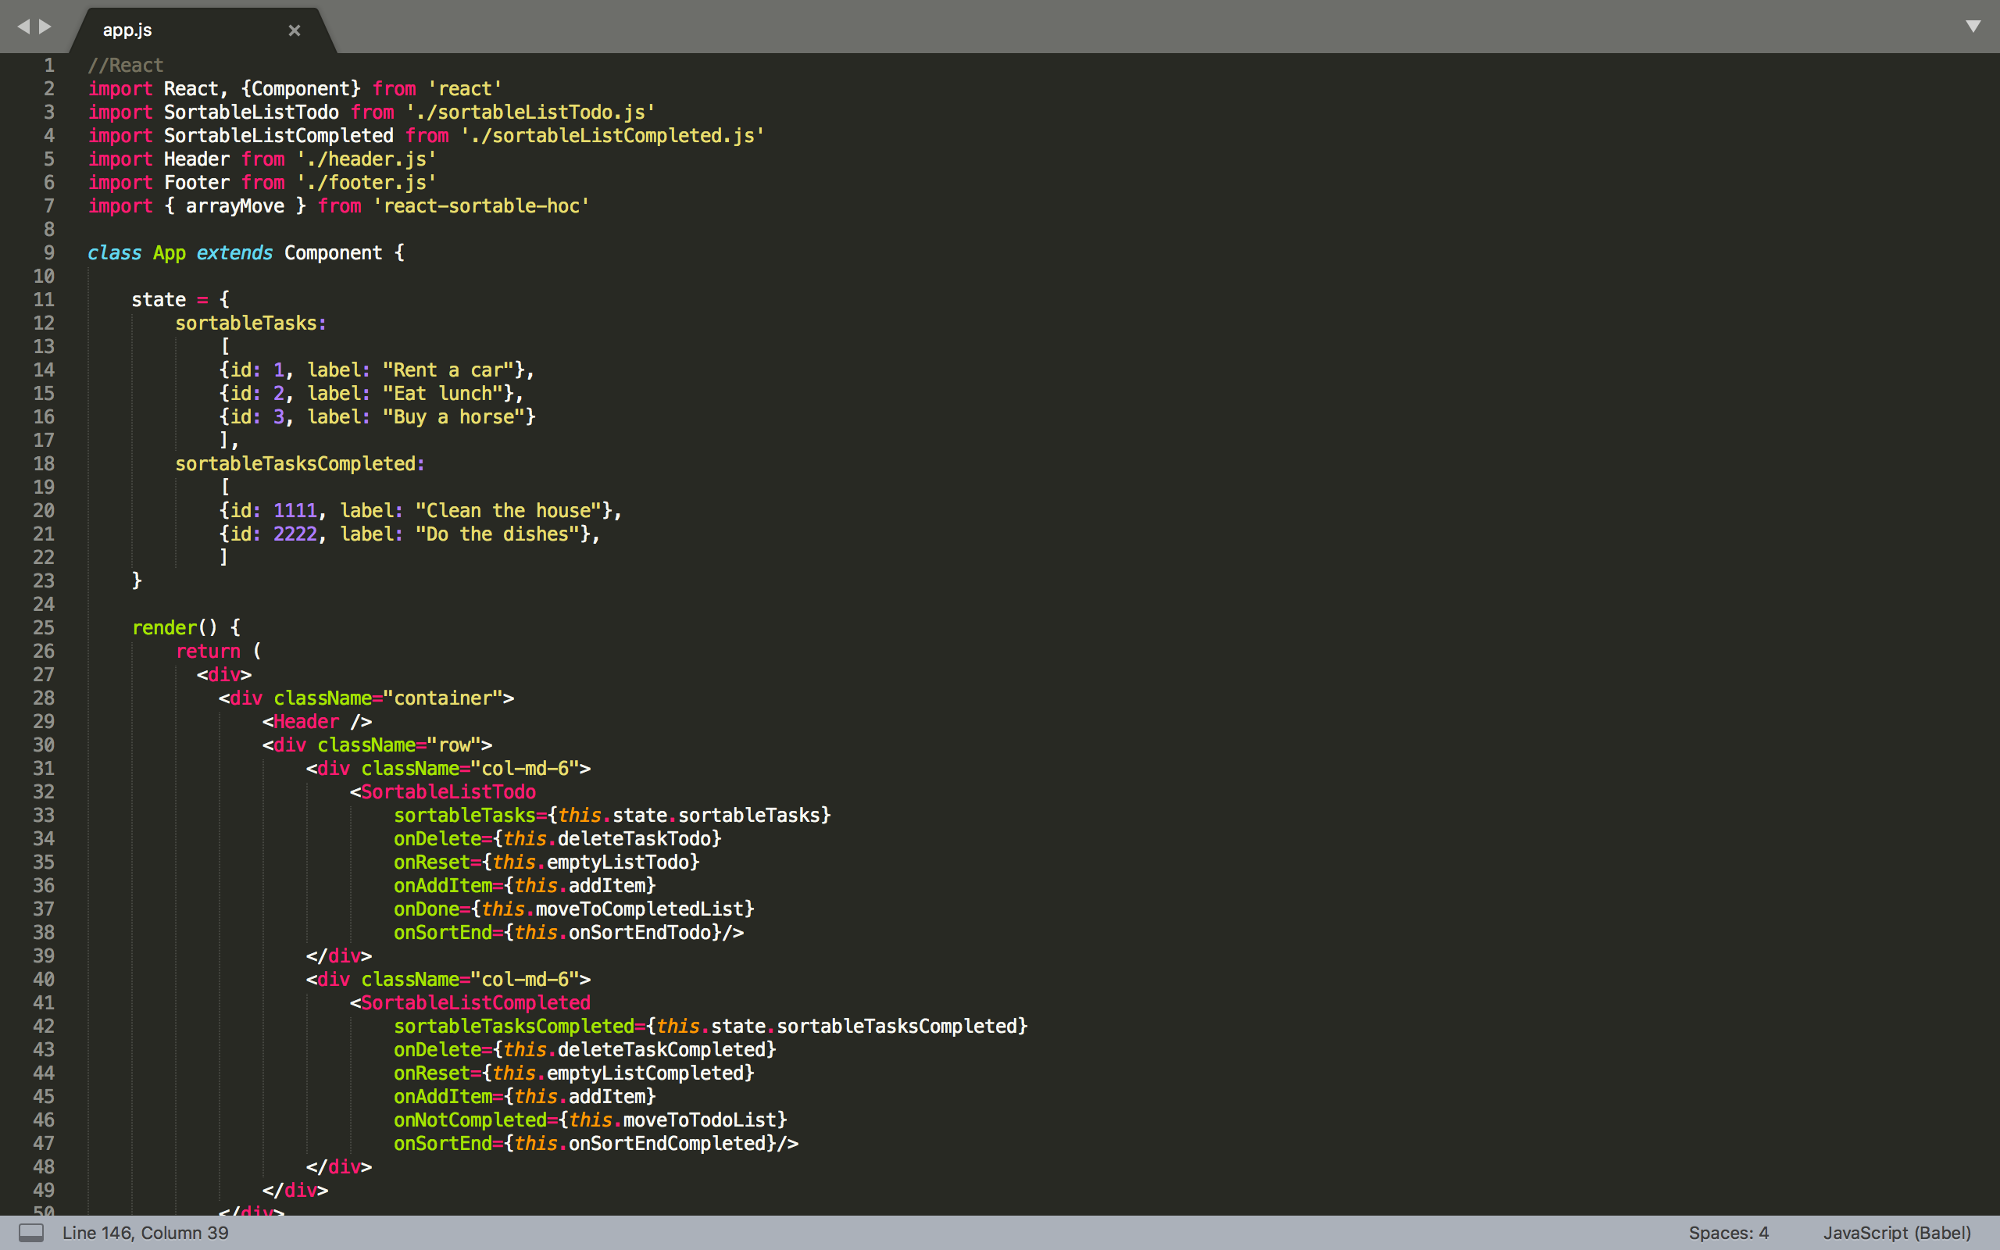 app.js ×
1 //React
2 import React, {Component} from 'react'
3 import SortableListTodo from './sortableListTodo.js'
4 import SortableListCompleted from './sortableListCompleted.js'
5 import Header from './header.js'
6 import Footer from './footer.js'
7 import { arrayMove } from 'react-sortable-hoc'
8
9 class App extends Component {
10
11     state = {
12         sortableTasks:
13             [
14             {id: 1, label: "Rent a car"},
15             {id: 2, label: "Eat lunch"},
16             {id: 3, label: "Buy a horse"}
17             ],
18         sortableTasksCompleted:
19             [
20             {id: 1111, label: "Clean the house"},
21             {id: 2222, label: "Do the dishes"},
22             ]
23     }
24
25     render() {
26         return (
27           <div>
28             <div className="container">
29                 <Header />
30                 <div className="row">
31                     <div className="col-md-6">
32                         <SortableListTodo
33                             sortableTasks={this.state.sortableTasks}
34                             onDelete={this.deleteTaskTodo}
35                             onReset={this.emptyListTodo}
36                             onAddItem={this.addItem}
37                             onDone={this.moveToCompletedList}
38                             onSortEnd={this.onSortEndTodo}/>
39                     </div>
40                     <div className="col-md-6">
41                         <SortableListCompleted
42                             sortableTasksCompleted={this.state.sortableTasksCompleted}
43                             onDelete={this.deleteTaskCompleted}
44                             onReset={this.emptyListCompleted}
45                             onAddItem={this.addItem}
46                             onNotCompleted={this.moveToTodoList}
47                             onSortEnd={this.onSortEndCompleted}/>
48                     </div>
49                 </div>
50             </div>
Line 146, Column 39 Spaces: 4 JavaScript (Babel)